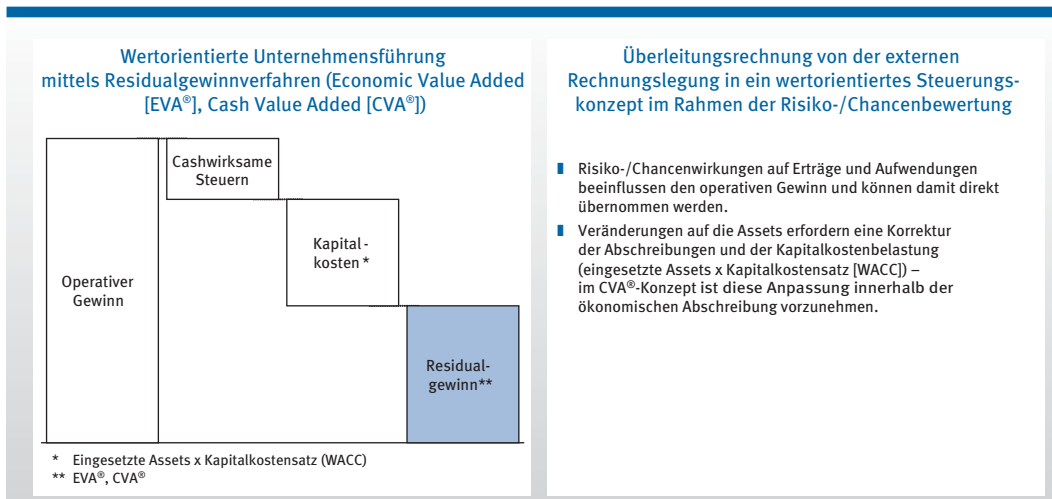 Wertorientierte Unternehmensführung
mittels Residualgewinnverfahren (Economic Value Added
[EVA®], Cash Value Added [CVA®])
Cashwirksame
Steuern
Kapital-
kosten *
Operativer
Gewinn
Residual-
gewinn**
* Eingesetzte Assets x Kapitalkostensatz (WACC)
** EVA®, CVA®
Überleitungsrechnung von der externen
Rechnungslegung in ein wertorientiertes Steuerungs-
konzept im Rahmen der Risiko-/Chancenbewertung
Risiko-/Chancenwirkungen auf Erträge und Aufwendungen
beeinflussen den operativen Gewinn und können damit direkt
übernommen werden.
Veränderungen auf die Assets erfordern eine Korrektur
der Abschreibungen und der Kapitalkostenbelastung
(eingesetzte Assets x Kapitalkostensatz [WACC]) –
im CVA®-Konzept ist diese Anpassung innerhalb der
ökonomischen Abschreibung vorzunehmen.